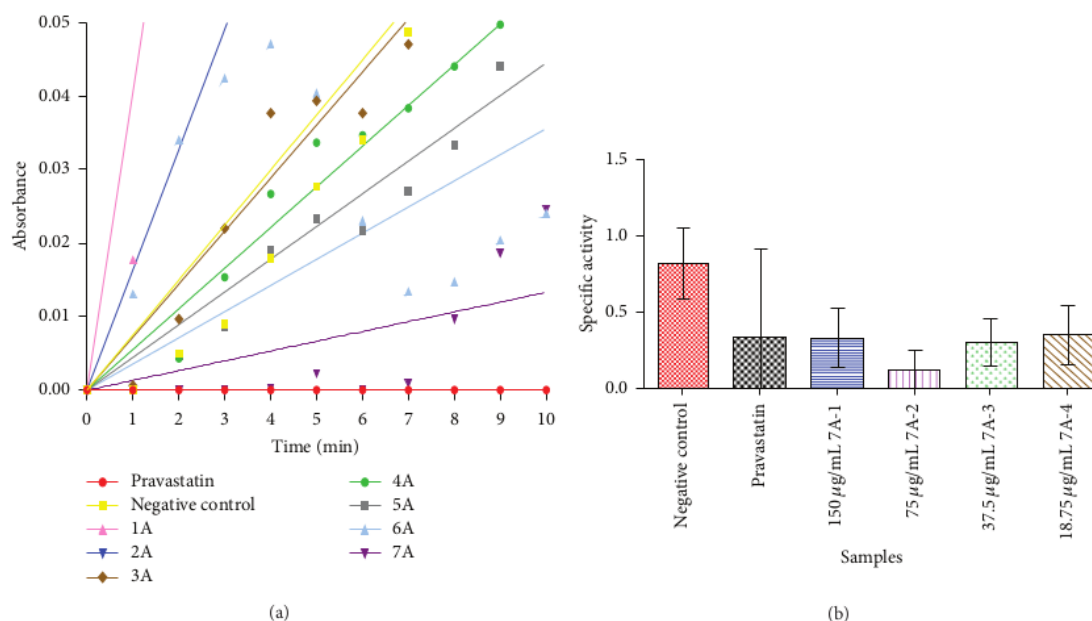 0.05
0.04
0.03
0.02
0.01
0.00
Absorbance
0 1 2 3 4 5 6 7 8 9 10
Time (min)
Pravastatin
Negative control
1A
2A
3A
4A
5A
6A
7A
(a)
1.5
1.0
0.5
0.0
Specific activity
Negative control
Pravastatin
150 μg/mL 7A-1
75 μg/mL 7A-2
37.5 μg/mL 7A-3
18.75 μg/mL 7A-4
Samples
(b)